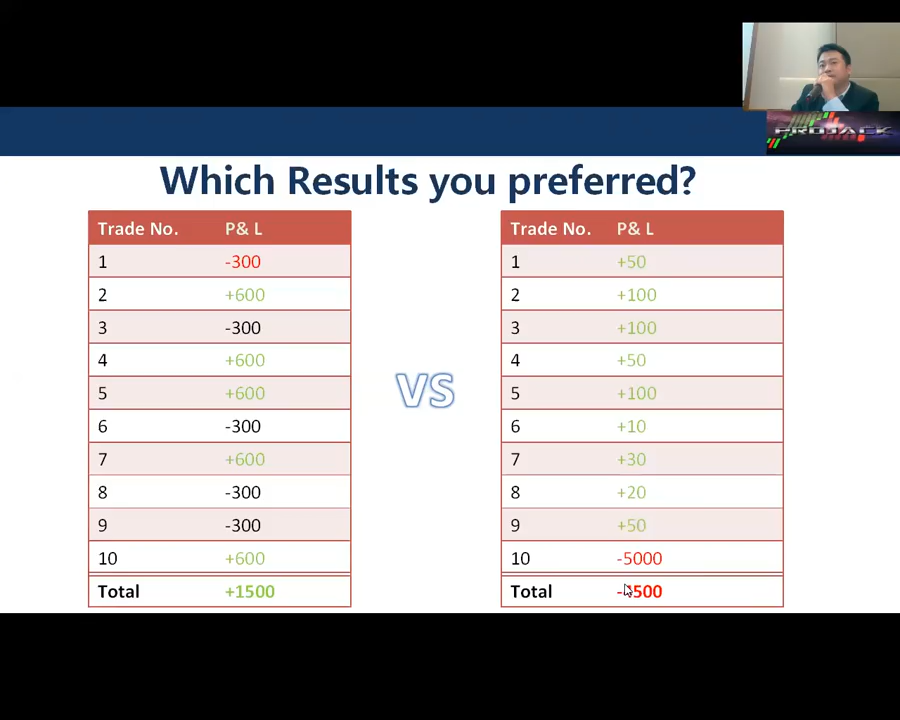 PROJACK
Which Results you preferred?
Trade No. P& L
1 -300
2 +600
3 -300
4 +600
5 +600
6 -300
7 +600
8 -300
9 -300
10 +600
Total +1500
VS
Trade No. P& L
1 +50
2 +100
3 +100
4 +50
5 +100
6 +10
7 +30
8 +20
9 +50
10 -5000
Total